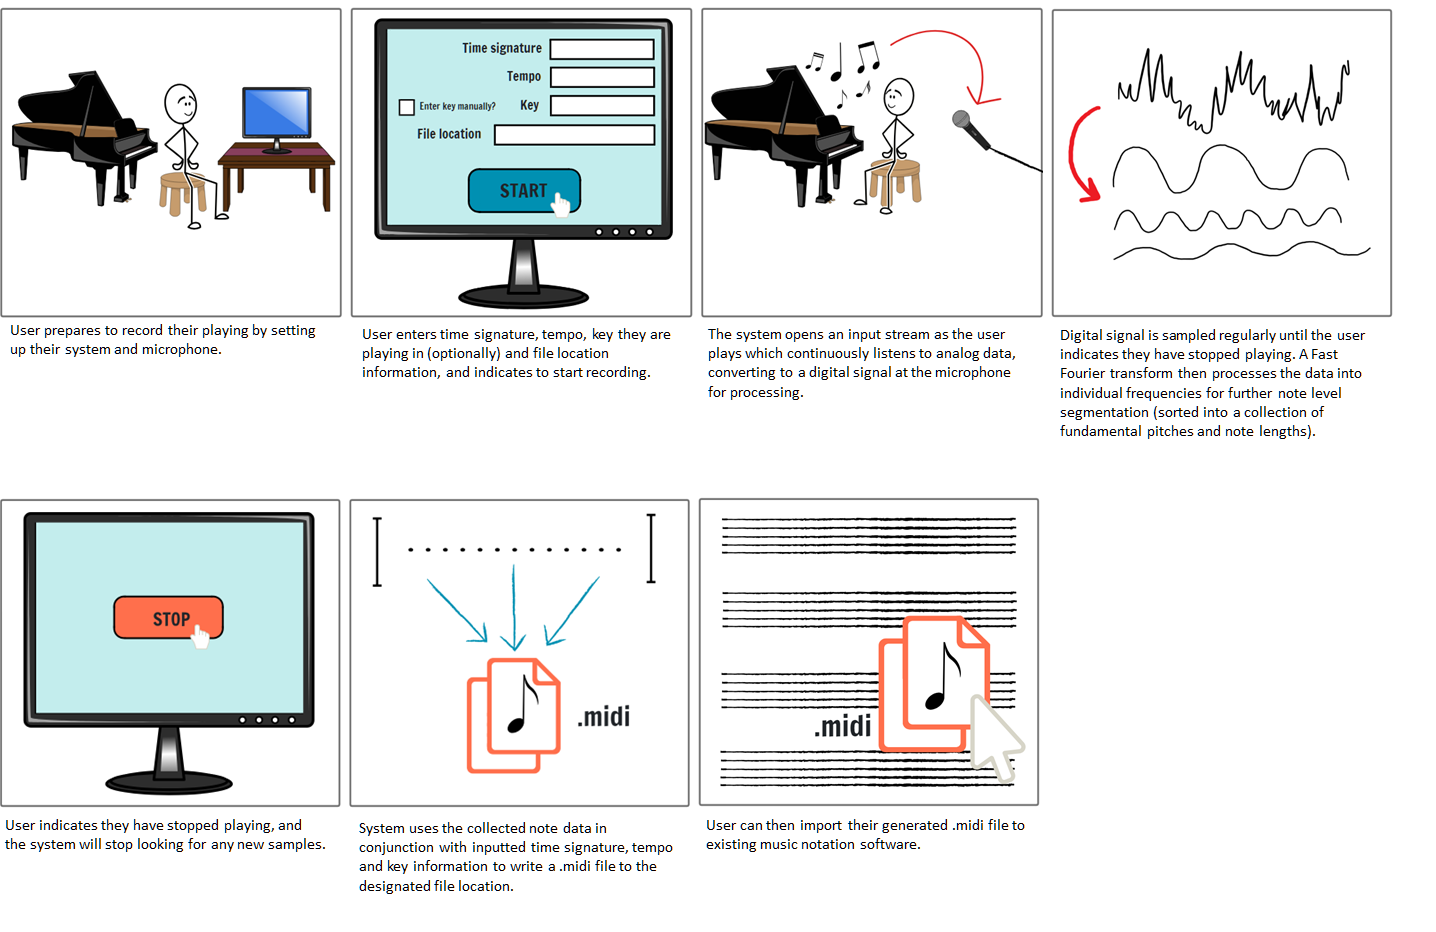 Time signature
Tempo
Enter key manually? Key
File location
START
User prepares to record their playing by setting
up their system and microphone.
User enters time signature, tempo, key they are
playing in (optionally) and file location
information, and indicates to start recording.
The system opens an input stream as the user
plays which continuously listens to analog data,
converting to a digital signal at the microphone
for processing.
Digital signal is sampled regularly until the user
indicates they have stopped playing. A Fast
Fourier transform then processes the data into
individual frequencies for further note level
segmentation (sorted into a collection of
fundamental pitches and note lengths).
STOP
.midi
.midi
User indicates they have stopped playing, and
the system will stop looking for any new samples.
System uses the collected note data in
conjunction with inputted time signature, tempo
and key information to write a .midi file to the
designated file location.
User can then import their generated .midi file to
existing music notation software.